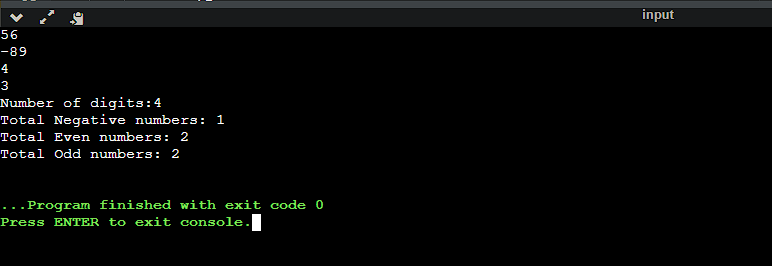 input
56
-89
4
3
Number of digits:4
Total Negative numbers: 1
Total Even numbers: 2
Total Odd numbers: 2
...Program finished with exit code 0
Press ENTER to exit console.